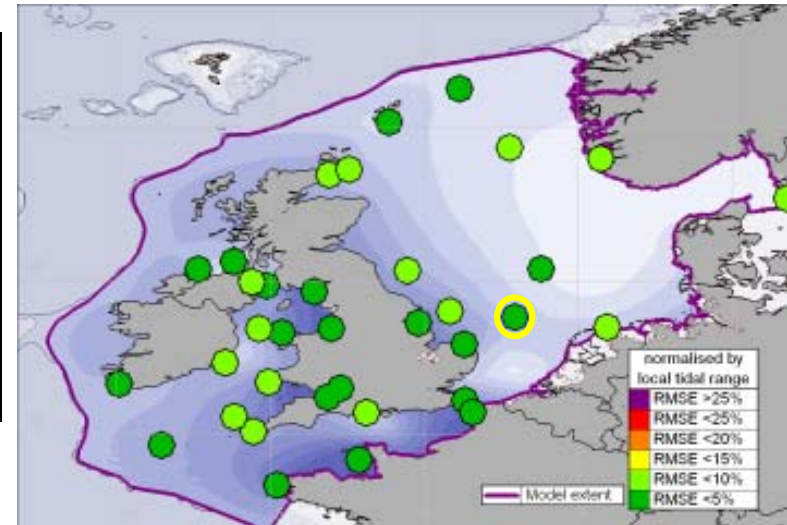 normalised by
local tidal range
RMSE >25%
RMSE <25%
RMSE <20%
RMSE <15%
RMSE <10%
RMSE <5%
Model extent